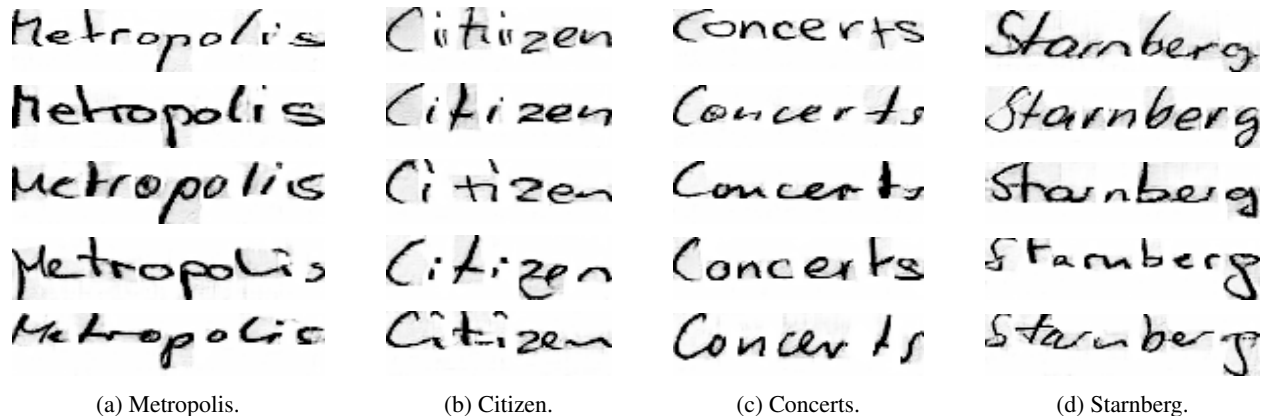 Metropolis Citiizen Concerts Starnberg
Metropolis Citizen Concerts Starnberg
Metropolis Citizen Concerts Starnberg
Metropolis Citizen Concerts Starnberg
Metropolis Citizen Concerts Starnberg
(a) Metropolis. (b) Citizen. (c) Concerts. (d) Starnberg.